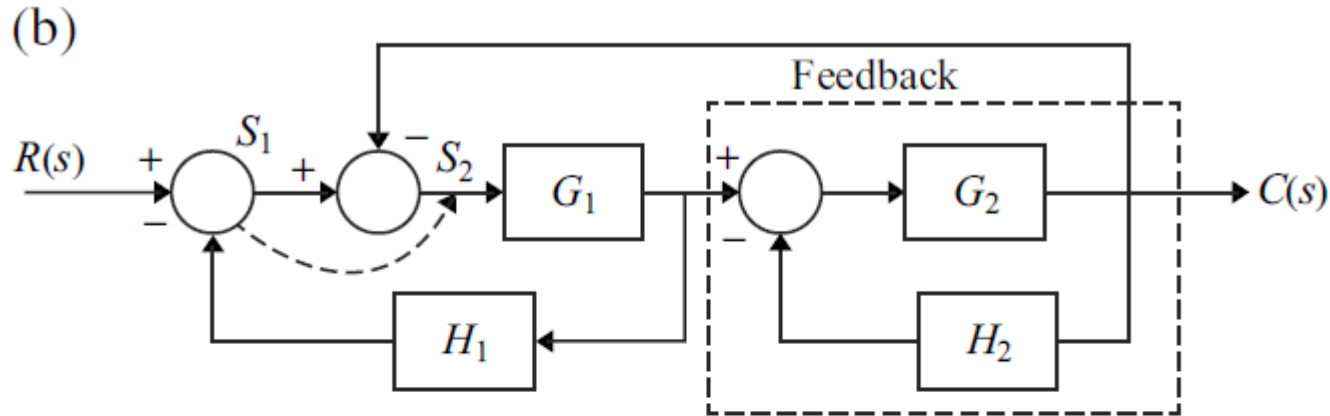 (b)
Feedback
R(s) + − S₁ + − S₂ G₁ + − G₂ C(s)
H₁ H₂